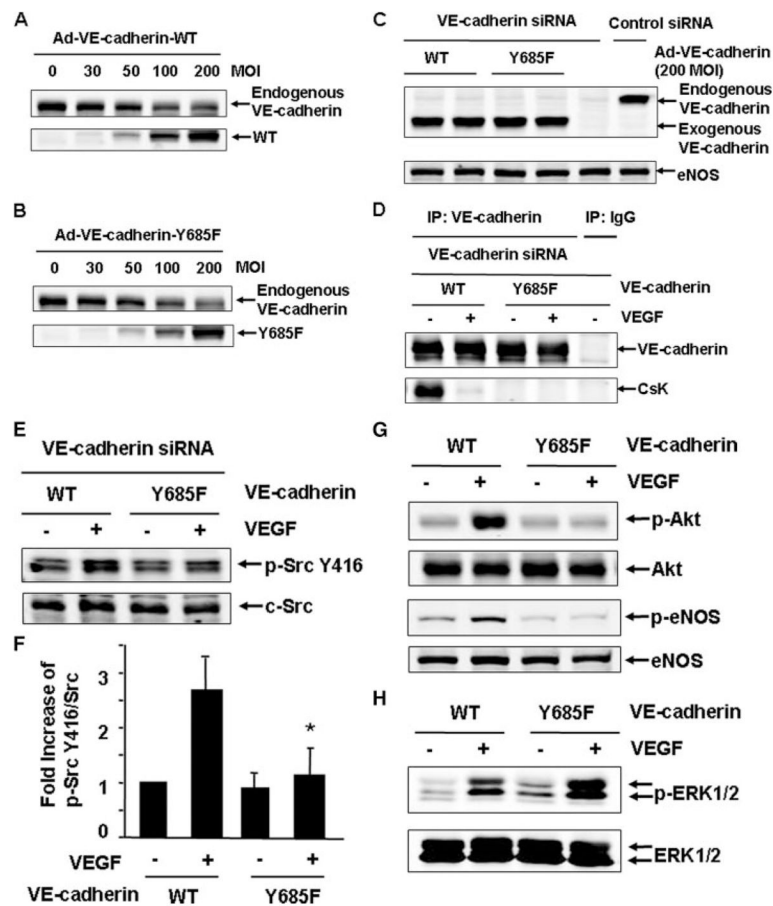 A
Ad-VE-cadherin-WT
0 30 50 100 200 MOI
Endogenous
VE-cadherin
WT
B
Ad-VE-cadherin-Y685F
0 30 50 100 200 MOI
Endogenous
VE-cadherin
Y685F
C
VE-cadherin siRNA Control siRNA
WT Y685F Ad-VE-cadherin
(200 MOI)
Endogenous
VE-cadherin
Exogenous
VE-cadherin
eNOS
D
IP: VE-cadherin IP: IgG
VE-cadherin siRNA
WT Y685F VE-cadherin
- + - + - VEGF
VE-cadherin
CsK
E
VE-cadherin siRNA
WT Y685F VE-cadherin
- + - + VEGF
p-Src Y416
c-Src
F
Fold Increase of
p-Src Y416/Src
3
2
1
0
*
VEGF - + - +
VE-cadherin WT Y685F
G
WT Y685F VE-cadherin
- + - + VEGF
p-Akt
Akt
p-eNOS
eNOS
H
WT Y685F VE-cadherin
- + - + VEGF
p-ERK1/2
ERK1/2